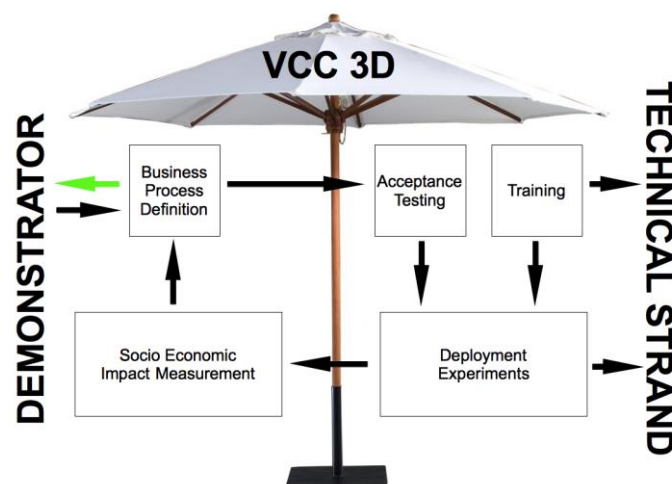 VCC 3D
DEMONSTRATOR
Business
Process
Definition
Acceptance
Testing
Training
TECHNICAL STRAND
Socio Economic
Impact Measurement
Deployment
Experiments